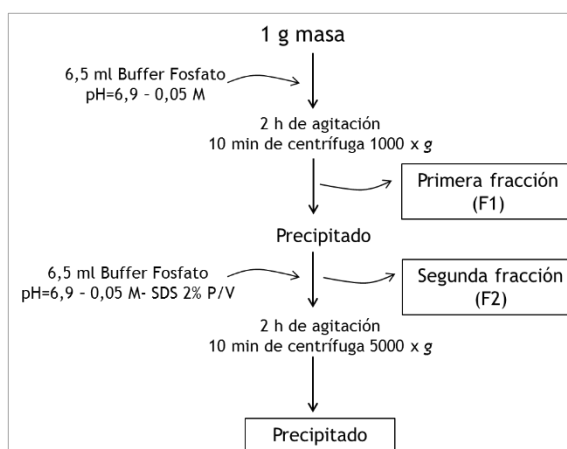 1 g masa
6,5 ml Buffer Fosfato
pH=6,9 – 0,05 M
2 h de agitación
10 min de centrífuga 1000 x g
Primera fracción
(F1)
Precipitado
6,5 ml Buffer Fosfato
pH=6,9 – 0,05 M- SDS 2% P/V
Segunda fracción
(F2)
2 h de agitación
10 min de centrífuga 5000 x g
Precipitado